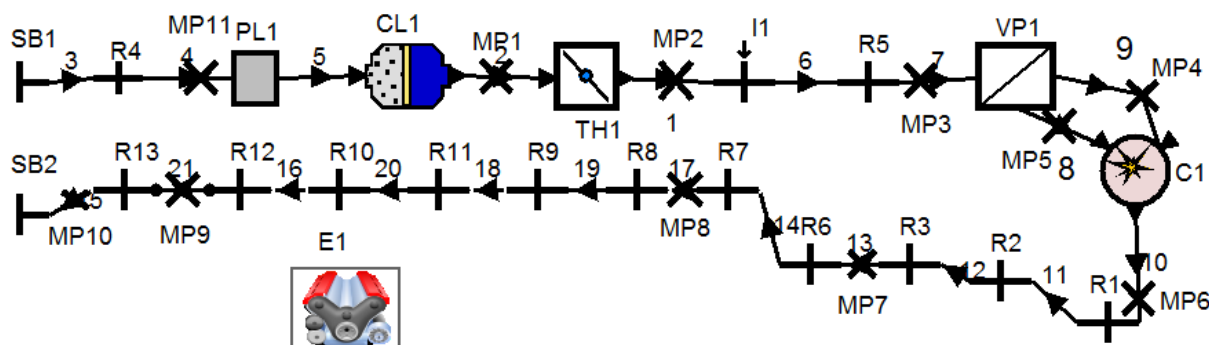 SB1 3 R4 MP11 4 PL1 5 CL1 MP1 2 TH1 MP2 1 I1 6 R5 7 MP3 VP1 9 MP4
SB2 MP10 R13 21 MP9 R12 16 R10 20 R11 18 R9 19 R8 17 MP8 R7 MP5 8 C1
E1 14 R6 13 MP7 R3 12 R2 11 R1 10 MP6